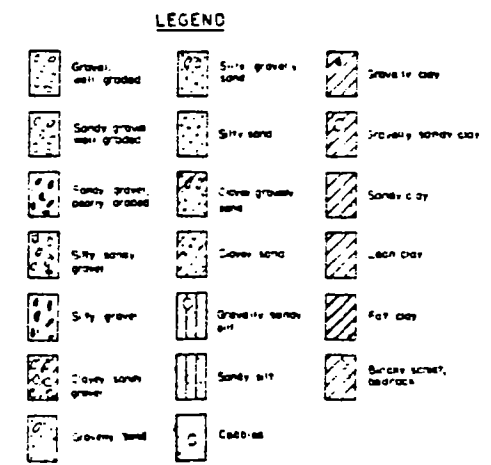 LEGEND
Gravel,
well graded
Sandy gravel
well graded
Sandy gravel,
poorly graded
Silty sandy
gravel
Silty gravel
Clayey sandy
gravel
Gravelly sand
Silty gravelly
sand
Silty sand
Clayey gravelly
sand
Clayey sand
Gravelly sandy
silt
Sandy silt
Cobbles
Gravelly clay
Gravelly sandy clay
Sandy clay
Lean clay
Fat clay
bedrock